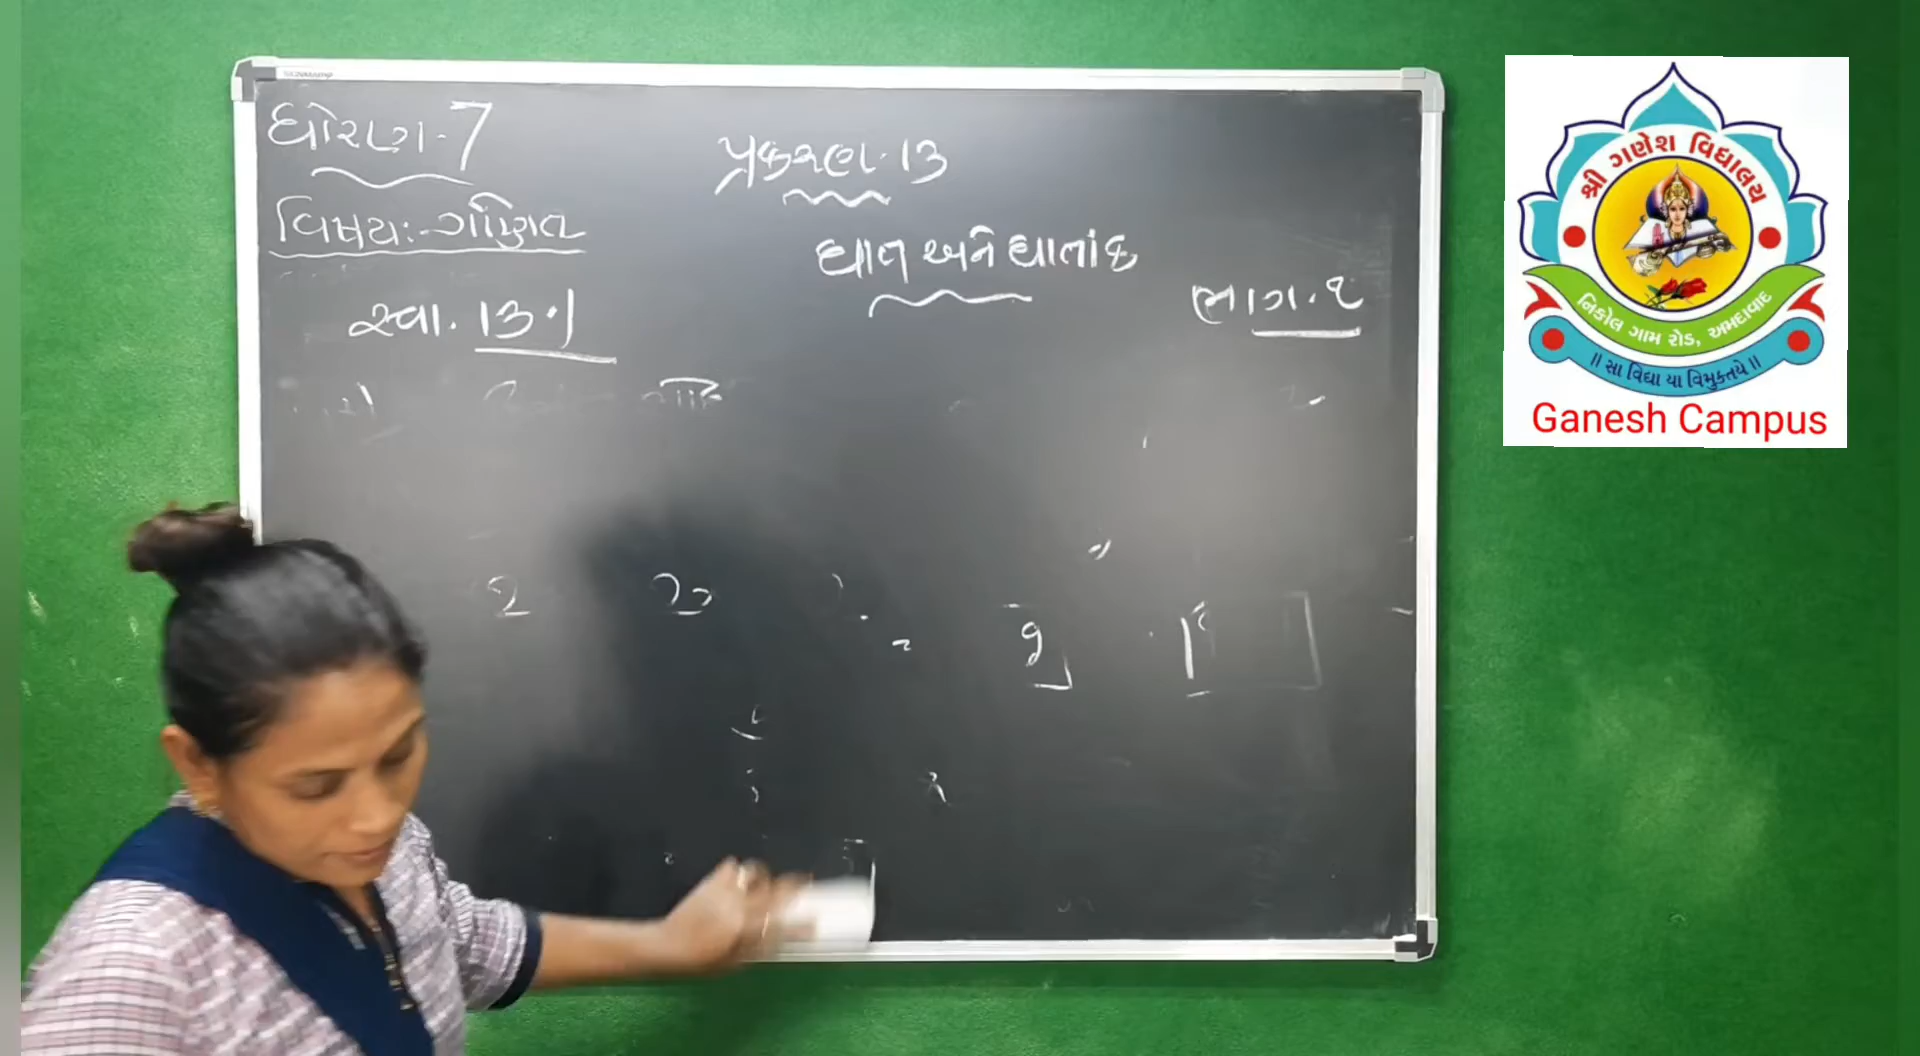 ધોરણ-7
વિષયઃ-ગણિત
પ્રકરણ-13
ઘાત અને ઘાતાંક
સ્વા. 13.1
ભાગ-૨
શ્રી ગણેશ વિદ્યાલય
નિકોલ ગામ રોડ, અમદાવાદ
॥ સા વિદ્યા યા વિમુક્તયે ॥
Ganesh Campus